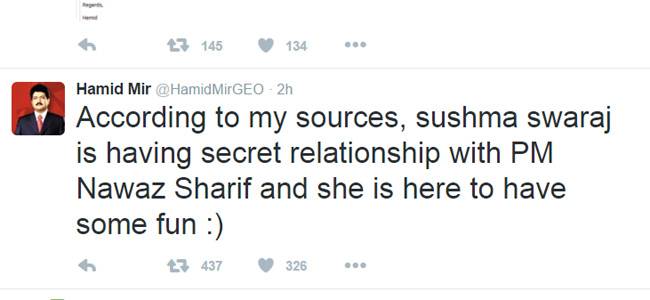 Regards,
Hamid
145 134
Hamid Mir @HamidMirGEO · 2h
According to my sources, sushma swaraj
is having secret relationship with PM
Nawaz Sharif and she is here to have
some fun :)
437 326